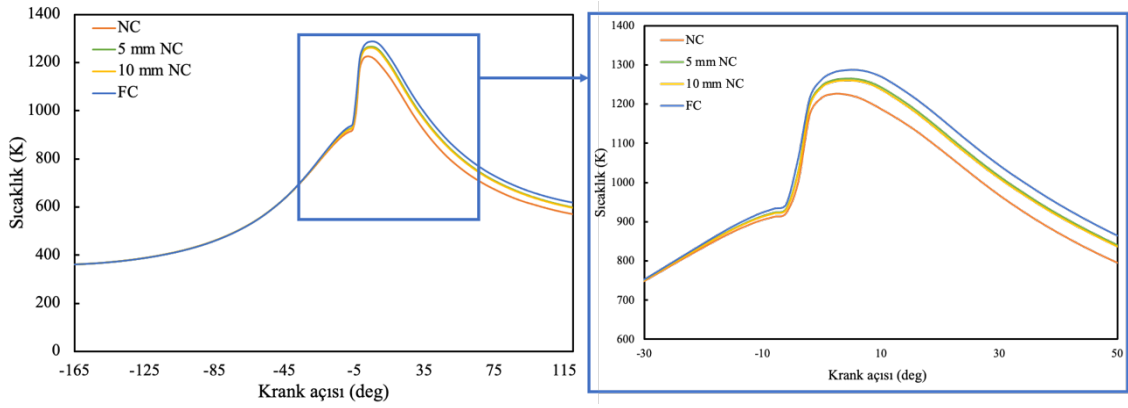 1400
1200
1000
800
600
400
200
0
Sıcaklık (K)
NC
5 mm NC
10 mm NC
FC
-165 -125 -85 -45 -5 35 75 115
Krank açısı (deg)
1400
1300
1200
1100
1000
900
800
700
600
Sıcaklık (K)
NC
5 mm NC
10 mm NC
FC
-30 -10 10 30 50
Krank açısı (deg)